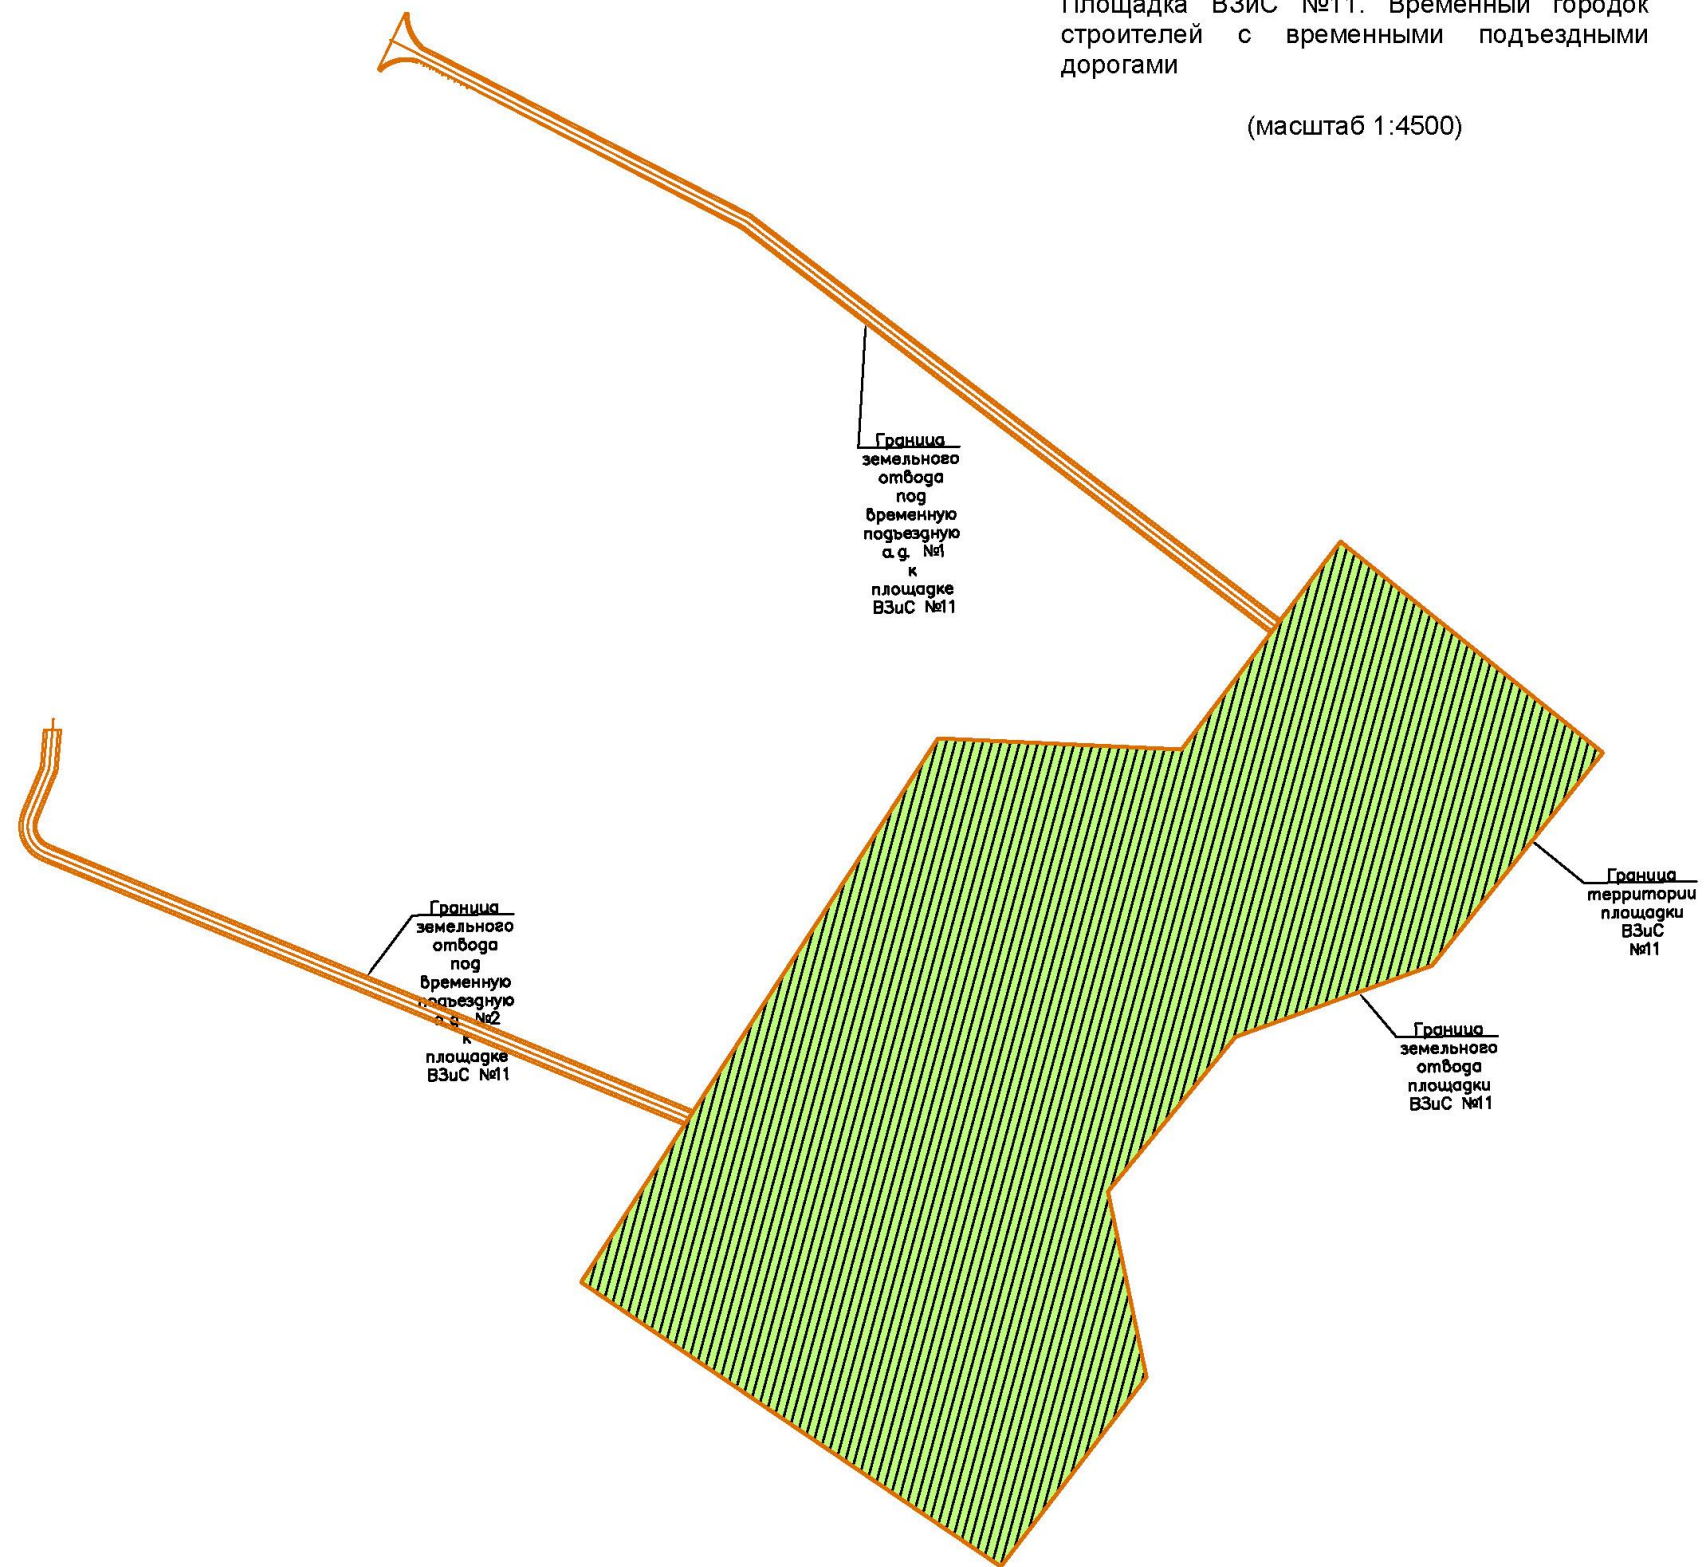 Площадка ВЗиС №11. Временный городок
строителей с временными подъездными
дорогами
(масштаб 1:4500)
Граница
земельного
отвода
под
временную
подъездную
а.д. №1
к
площадке
ВЗиС №11
Граница
территории
площадки
ВЗиС
№11
Граница
земельного
отвода
под
временную
подъездную
а.д. №2
к
площадке
ВЗиС №11
Граница
земельного
отвода
площадки
ВЗиС №11